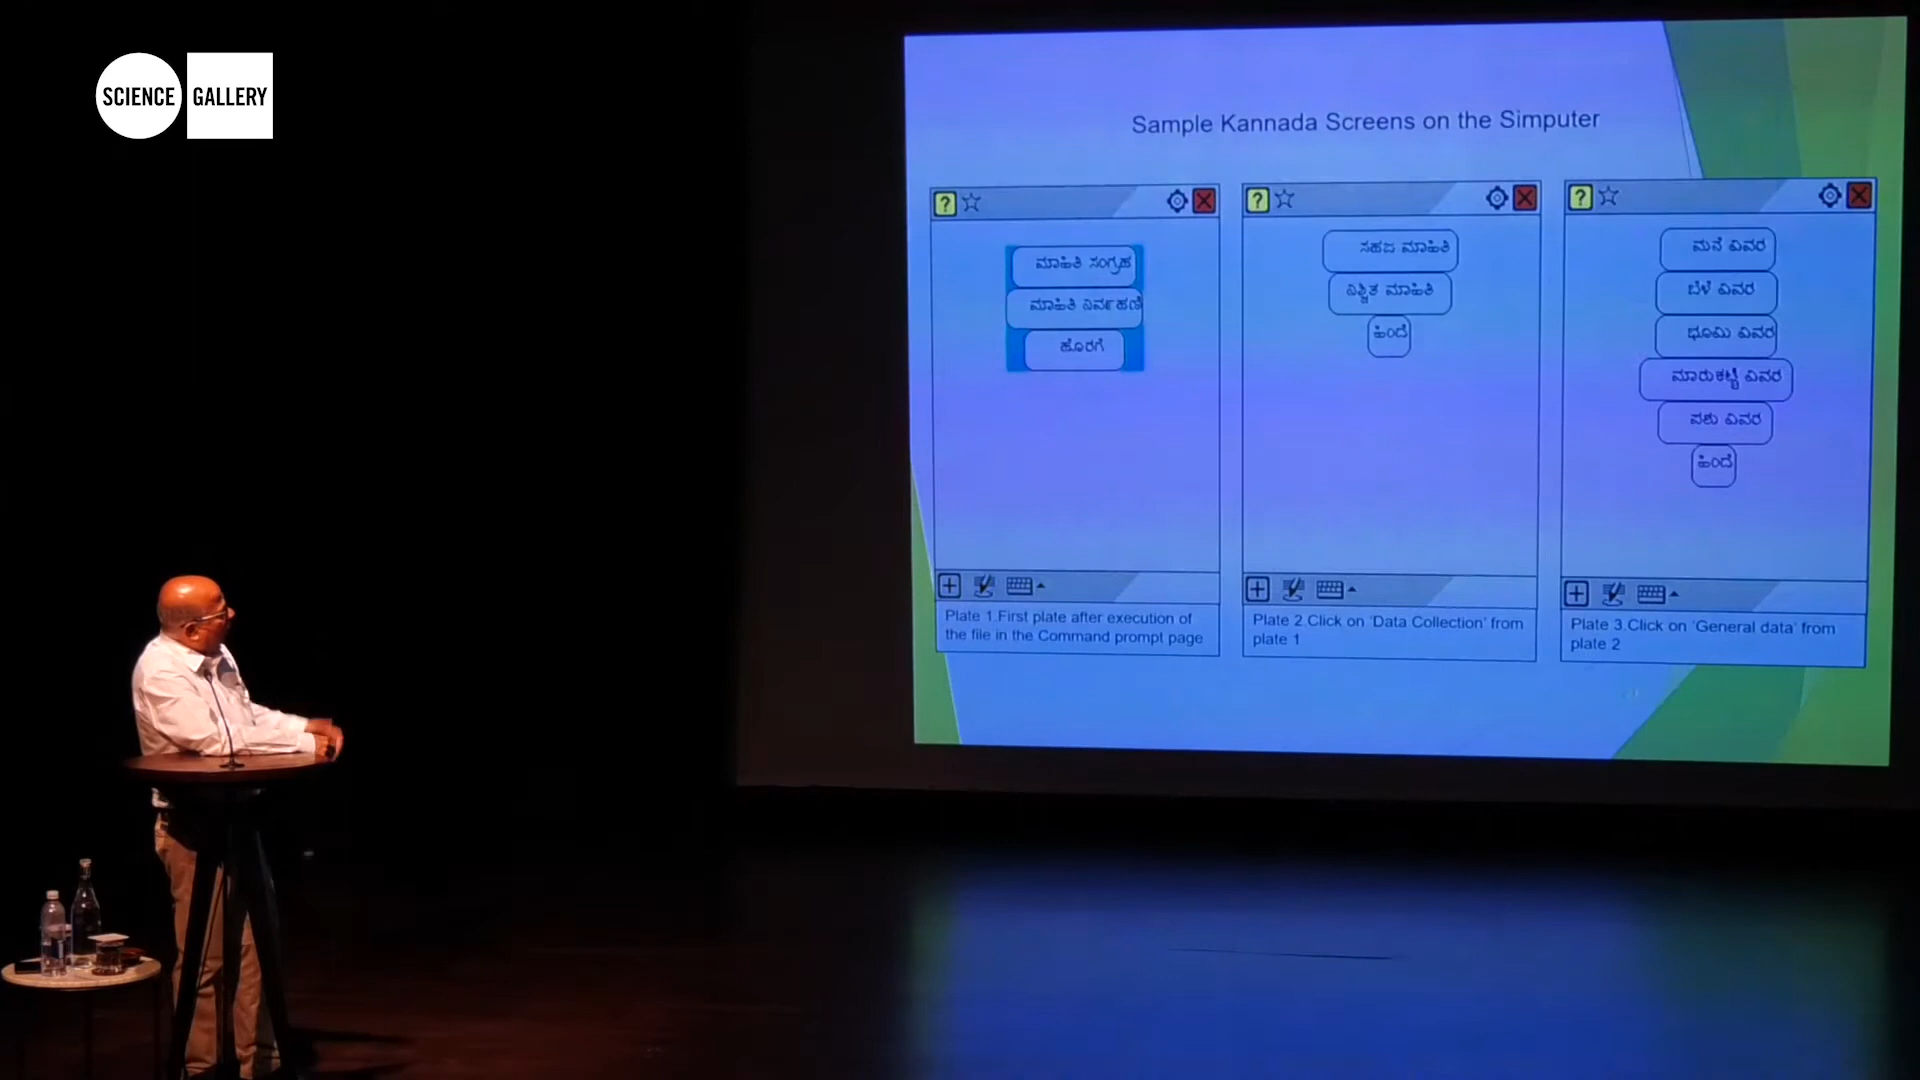 SCIENCE GALLERY
Sample Kannada Screens on the Simputer
?
ಮಾಹಿತಿ ಸಂಗ್ರಹ
ಮಾಹಿತಿ ನಿರ್ವಹಣೆ
ಹೊರಗೆ
Plate 1.First plate after execution of
the file in the Command prompt page
?
ಸಹಜ ಮಾಹಿತಿ
ನಿಶ್ಚಿತ ಮಾಹಿತಿ
ಹಿಂದೆ
Plate 2.Click on 'Data Collection' from
plate 1
?
ಮನೆ ವಿವರ
ಬೆಳೆ ವಿವರ
ಭೂಮಿ ವಿವರ
ಮಾರುಕಟ್ಟೆ ವಿವರ
ಪಶು ವಿವರ
ಹಿಂದೆ
Plate 3.Click on 'General data' from
plate 2